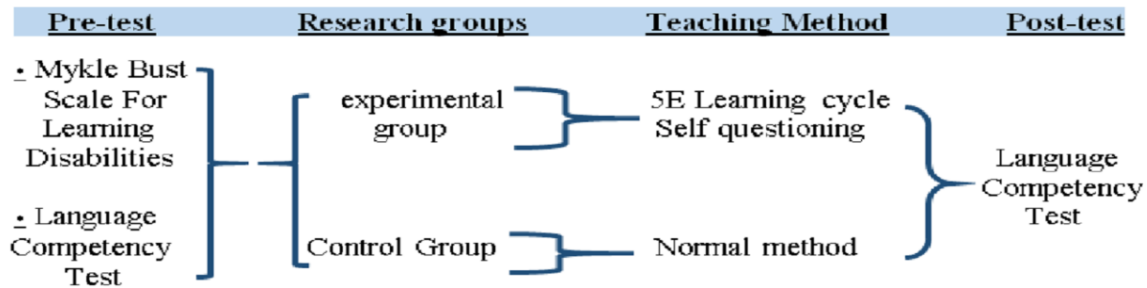 Pre-test Research groups Teaching Method Post-test
• Mykle Bust
Scale For
Learning
Disabilities
• Language
Competency
Test
experimental
group
Control Group
5E Learning cycle
Self questioning
Normal method
Language
Competency
Test